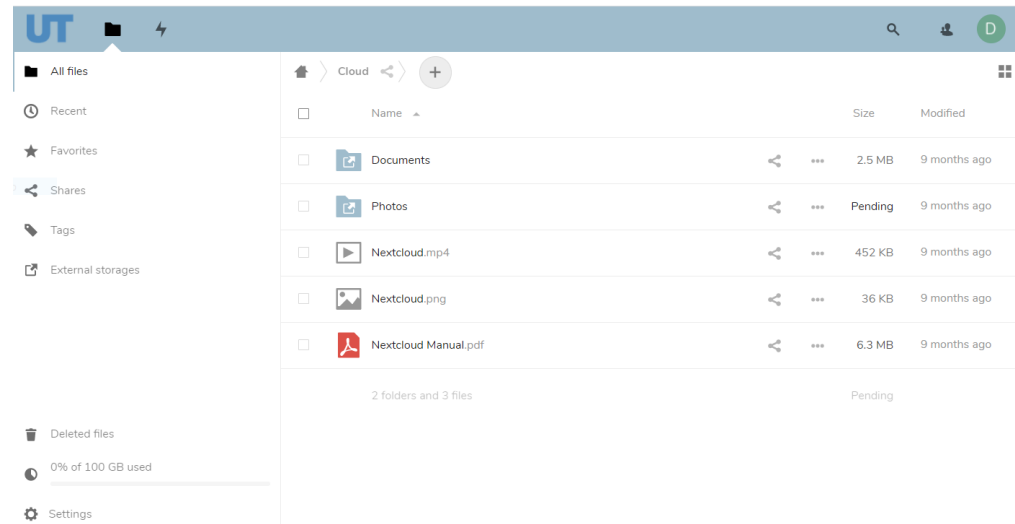 UT
D
All files
Recent
Favorites
Shares
Tags
External storages
Deleted files
0% of 100 GB used
Settings
Cloud
+
Name Size Modified
Documents 2.5 MB 9 months ago
Photos Pending 9 months ago
Nextcloud.mp4 452 KB 9 months ago
Nextcloud.png 36 KB 9 months ago
Nextcloud Manual.pdf 6.3 MB 9 months ago
2 folders and 3 files Pending